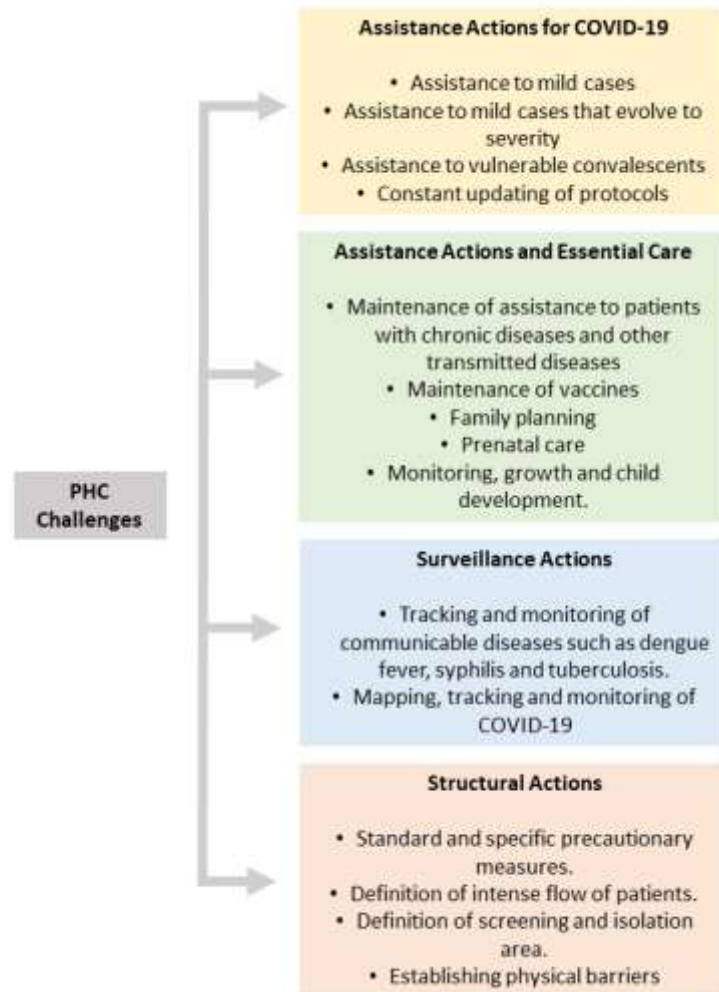 Assistance Actions for COVID-19
• Assistance to mild cases
• Assistance to mild cases that evolve to
severity
• Assistance to vulnerable convalescents
• Constant updating of protocols
Assistance Actions and Essential Care
• Maintenance of assistance to patients
with chronic diseases and other
transmitted diseases
• Maintenance of vaccines
• Family planning
• Prenatal care
• Monitoring, growth and child
development.
PHC
Challenges
Surveillance Actions
• Tracking and monitoring of
communicable diseases such as dengue
fever, syphilis and tuberculosis.
• Mapping, tracking and monitoring of
COVID-19
Structural Actions
• Standard and specific precautionary
measures.
• Definition of intense flow of patients.
• Definition of screening and isolation
area.
• Establishing physical barriers